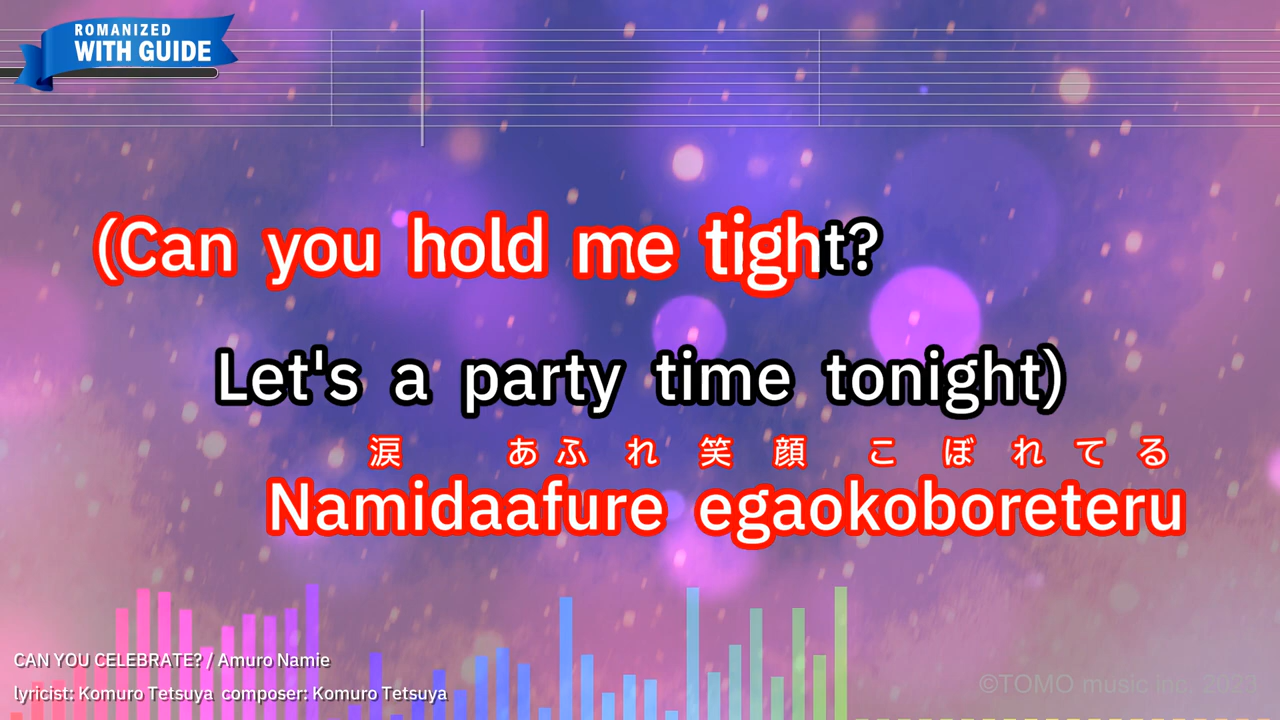 ROMANIZED
WITH GUIDE
(Can you hold me tight?
Let's a party time tonight)
涙 あふれ笑顔こぼれてる
Namidaafure egaokoboreteru
CAN YOU CELEBRATE? / Amuro Namie
lyricist: Komuro Tetsuya composer: Komuro Tetsuya
©TOMO music inc. 2023